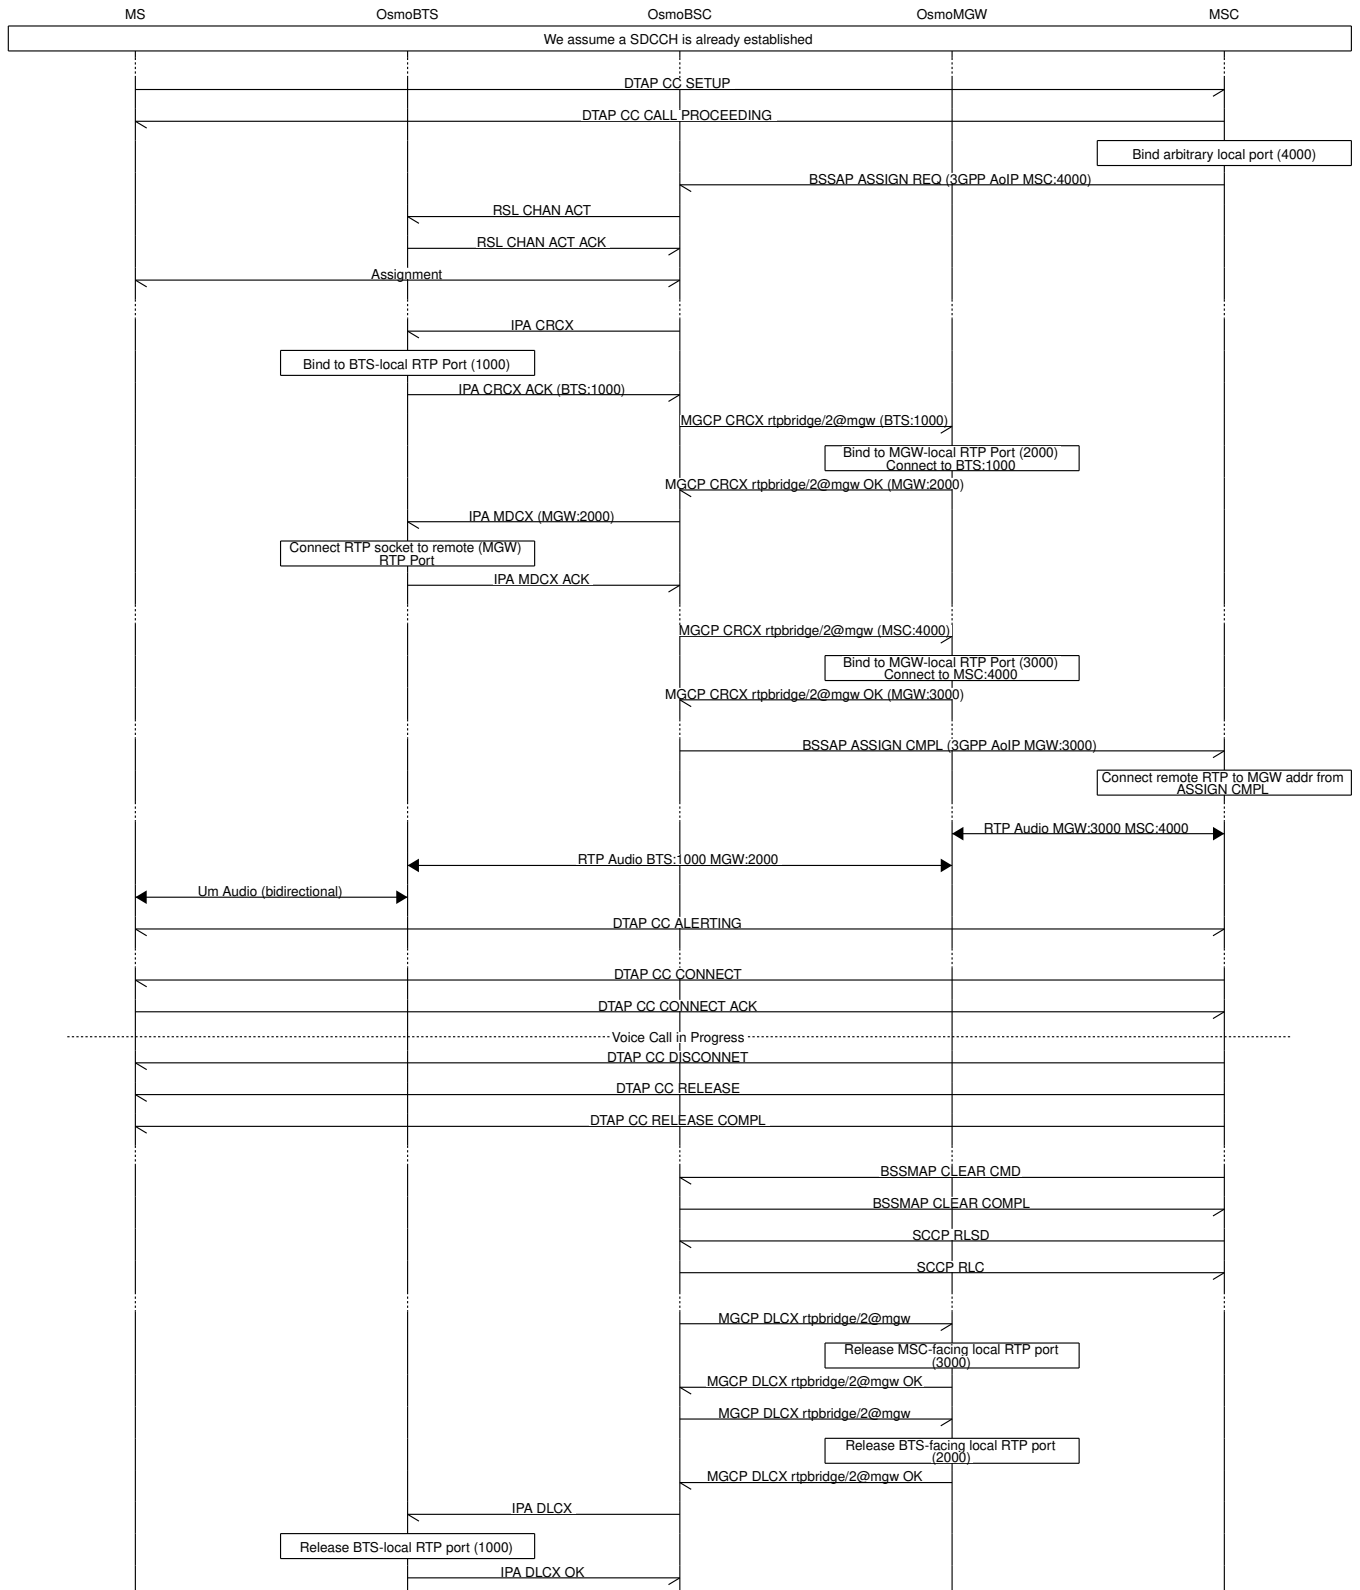 MS OsmoBTS OsmoBSC OsmoMGW MSC
We assume a SDCCH is already established
DTAP CC SETUP
DTAP CC CALL PROCEEDING
Bind arbitrary local port (4000)
BSSAP ASSIGN REQ (3GPP AoIP MSC:4000)
RSL CHAN ACT
RSL CHAN ACT ACK
Assignment
IPA CRCX
Bind to BTS-local RTP Port (1000)
IPA CRCX ACK (BTS:1000)
MGCP CRCX rtpbridge/2@mgw (BTS:1000)
Bind to MGW-local RTP Port (2000)
Connect to BTS:1000
MGCP CRCX rtpbridge/2@mgw OK (MGW:2000)
IPA MDCX (MGW:2000)
Connect RTP socket to remote (MGW)
RTP Port
IPA MDCX ACK
MGCP CRCX rtpbridge/2@mgw (MSC:4000)
Bind to MGW-local RTP Port (3000)
Connect to MSC:4000
MGCP CRCX rtpbridge/2@mgw OK (MGW:3000)
BSSAP ASSIGN CMPL (3GPP AoIP MGW:3000)
Connect remote RTP to MGW addr from
ASSIGN CMPL
RTP Audio MGW:3000 MSC:4000
RTP Audio BTS:1000 MGW:2000
Um Audio (bidirectional)
DTAP CC ALERTING
DTAP CC CONNECT
DTAP CC CONNECT ACK
Voice Call in Progress
DTAP CC DISCONNET
DTAP CC RELEASE
DTAP CC RELEASE COMPL
BSSMAP CLEAR CMD
BSSMAP CLEAR COMPL
SCCP RLSD
SCCP RLC
MGCP DLCX rtpbridge/2@mgw
Release MSC-facing local RTP port
(3000)
MGCP DLCX rtpbridge/2@mgw OK
MGCP DLCX rtpbridge/2@mgw
Release BTS-facing local RTP port
(2000)
MGCP DLCX rtpbridge/2@mgw OK
IPA DLCX
Release BTS-local RTP port (1000)
IPA DLCX OK